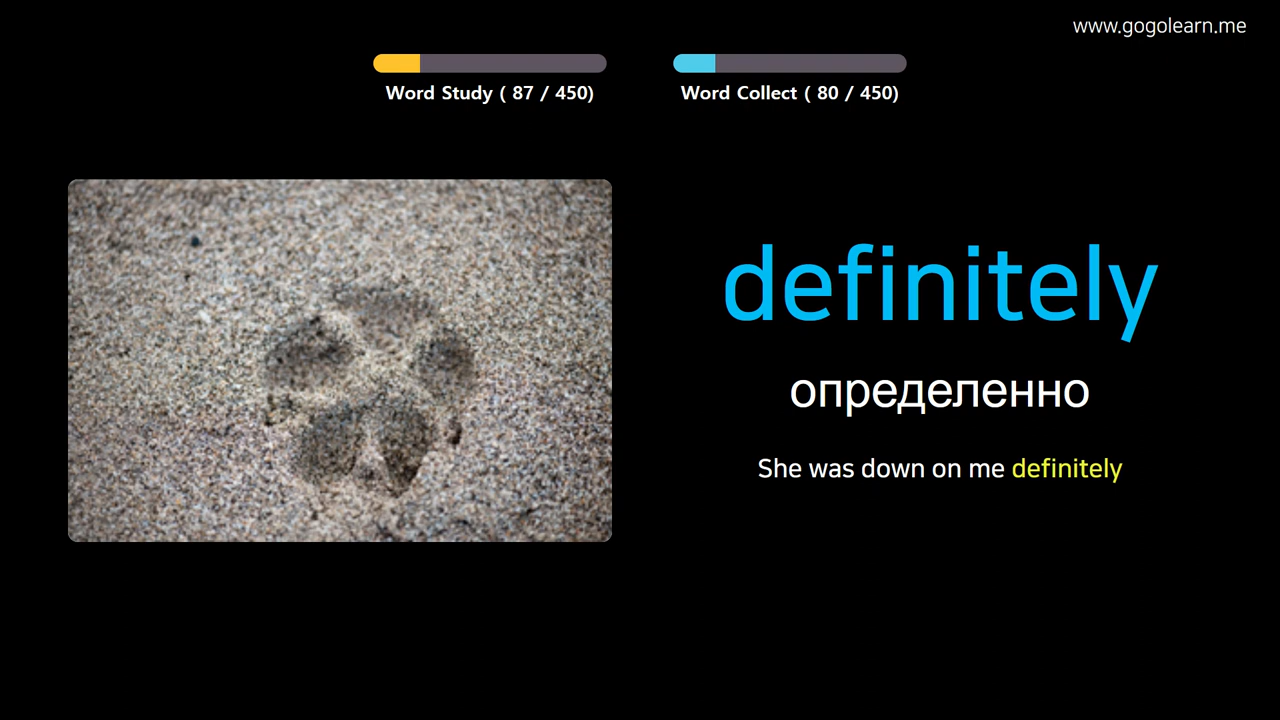 www.gogolearn.me
Word Study ( 87 / 450)
Word Collect ( 80 / 450)
definitely
определенно
She was down on me definitely